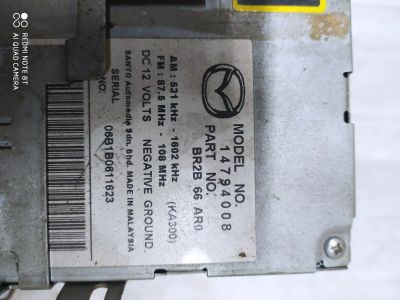 MODEL NO.
14794008
PART NO.
BR2B 66 AR0
AM : 531 kHz - 1602 kHz
FM : 87.5 MHz - 108 MHz (KA300)
DC 12 VOLTS NEGATIVE GROUND
SANYO Automedia Sdn. Bhd. MADE IN MALAYSIA
SERIAL
NO:
06B1B0611623
REDMI NOTE 8T
AI QUAD CAMERA